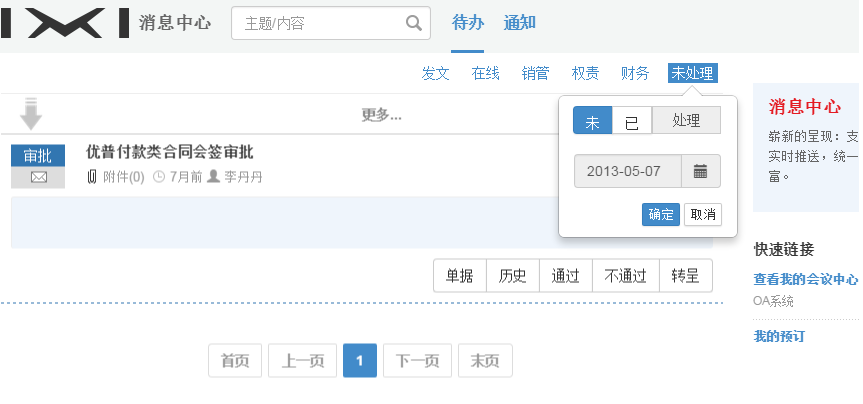 消息中心 主题/内容 待办 通知
发文 在线 销管 权责 财务 未处理
更多...
未 已 处理
2013-05-07
确定 取消
审批 优普付款类合同会签审批
附件(0) 7月前 李丹丹
单据 历史 通过 不通过 转呈
首页 上一页 1 下一页 末页
消息中心
崭新的呈现：支
实时推送，统一
富。
快速链接
查看我的会议中心
OA系统
我的预订